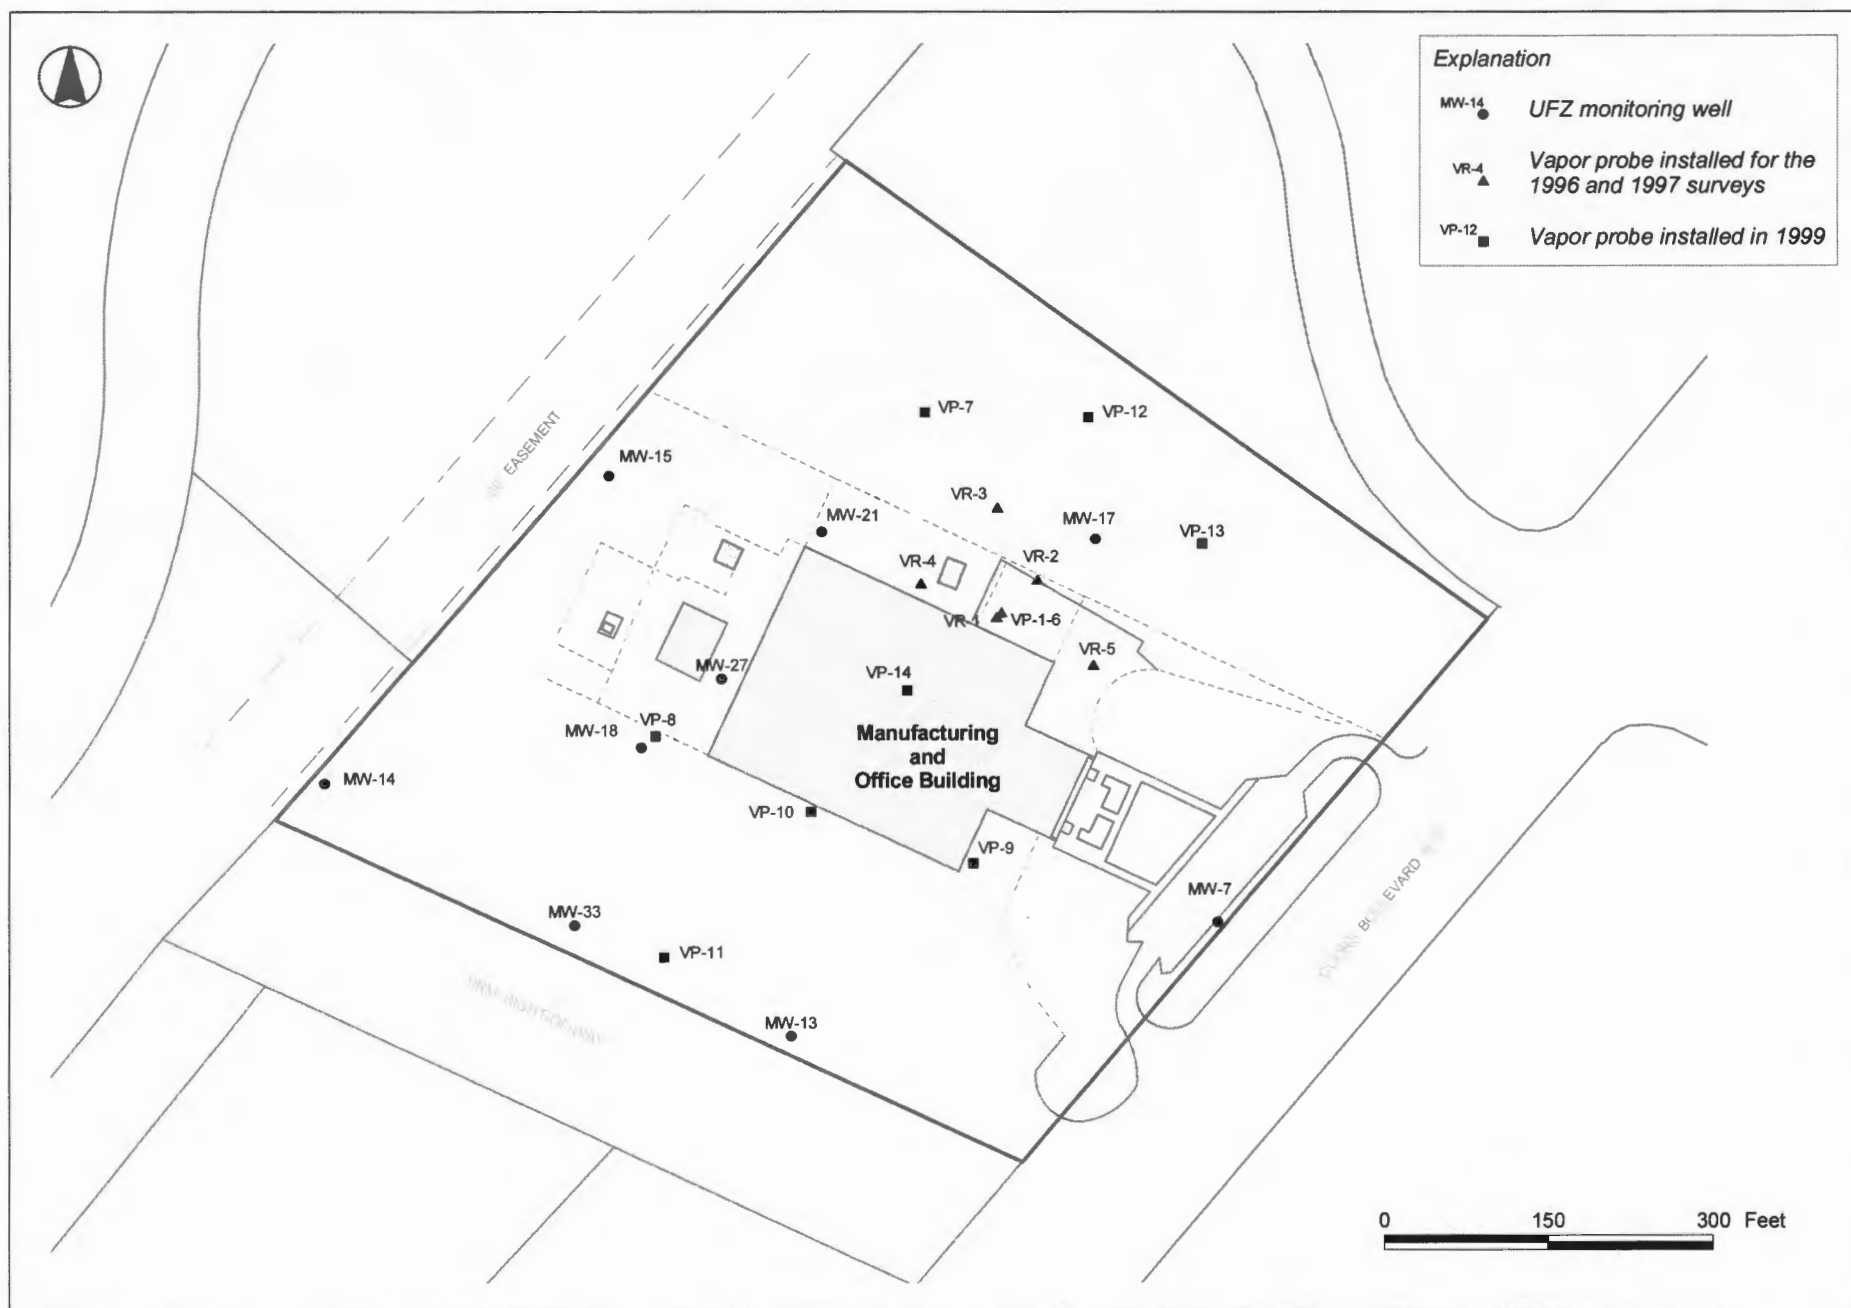 Explanation
MW-14
UFZ monitoring well
VR-4
Vapor probe installed for the
1996 and 1997 surveys
VP-12
Vapor probe installed in 1999
EASEMENT
VP-7
VP-12
MW-15
VR-3
MW-21
MW-17
VP-13
VR-4
VR-2
VP-1-6
VR-5
MW-27
VP-14
VP-8
MW-18
Manufacturing
and
Office Building
MW-14
VP-10
VP-9
MW-7
BOULEVARD
MW-33
VP-11
MW-13
0 150 300 Feet